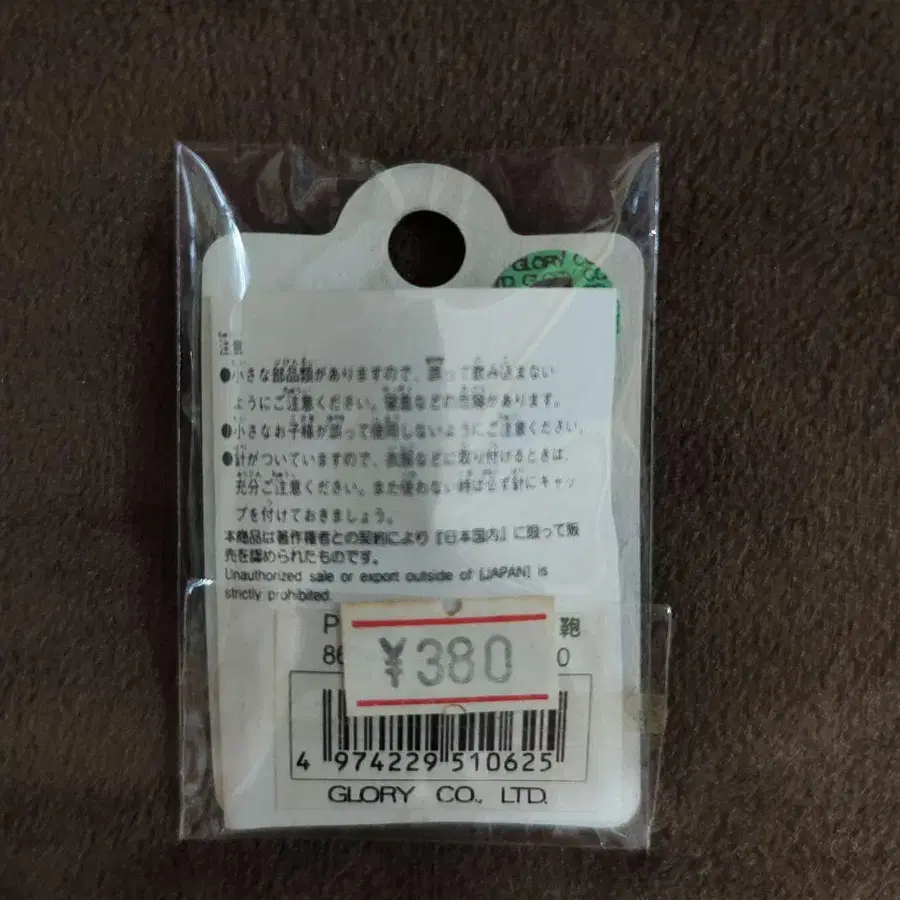 GLORY CO
TD GLOR
注意
●小さな部品類がありますので、誤って飲み込まない
ようにご注意ください。窒息などの危険があります。
●小さなお子様が誤って使用しないようにご注意ください。
●針がついていますので、衣服などに取り付けるときは、
充分ご注意ください。また使わない時は必ず針にキャッ
プを付けておきましょう。
本商品は著作権者との契約により『日本国内』に限って販
売を認められたものです。
Unauthorized sale or export outside of [JAPAN] is
strictly prohibited.
P 鞄
86 0
¥380
4 974229 510625
GLORY CO., LTD.